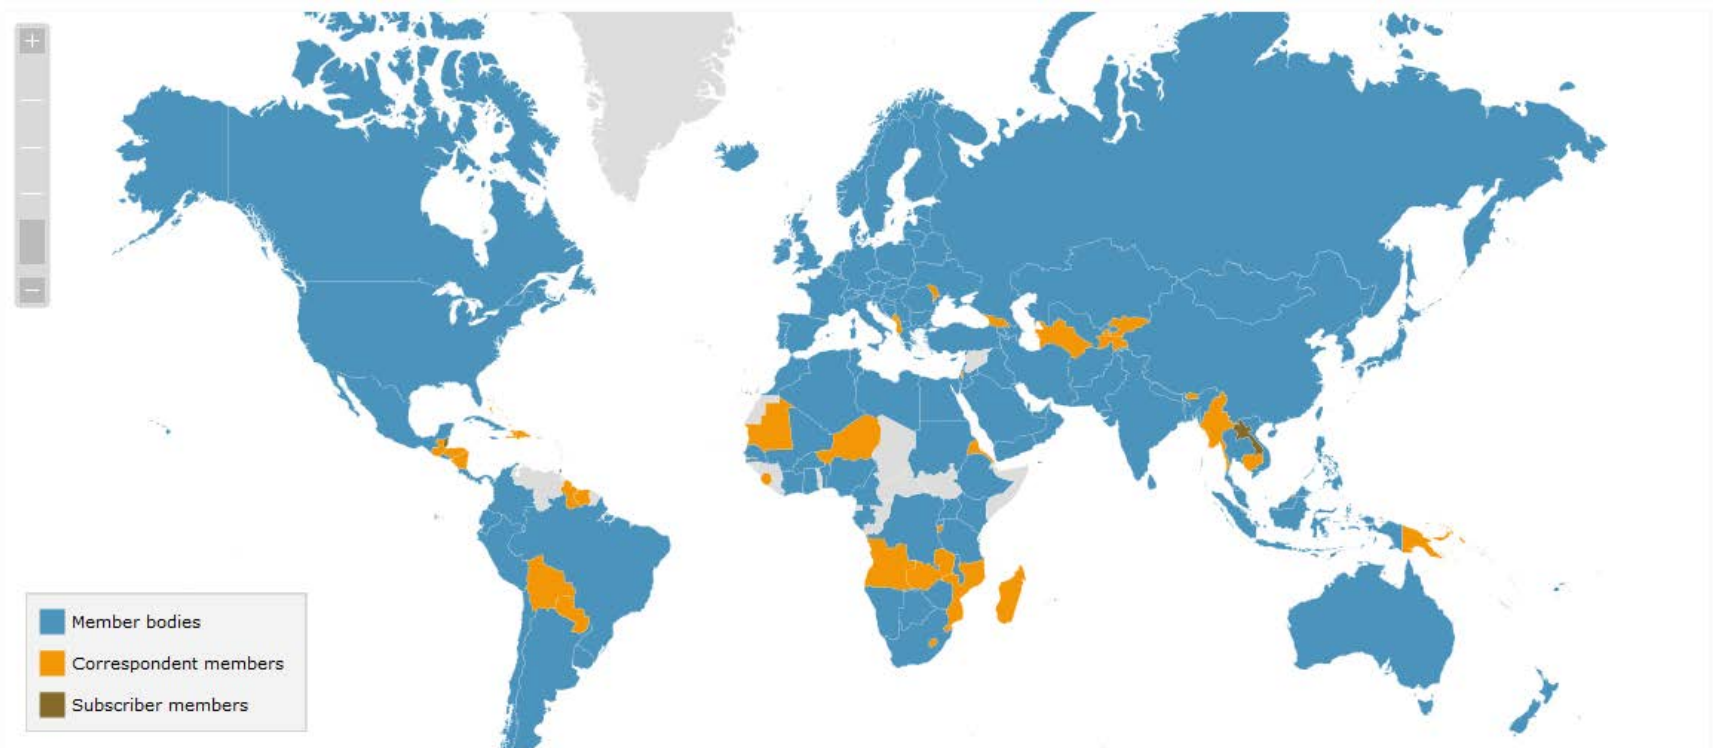 +
−
Member bodies
Correspondent members
Subscriber members